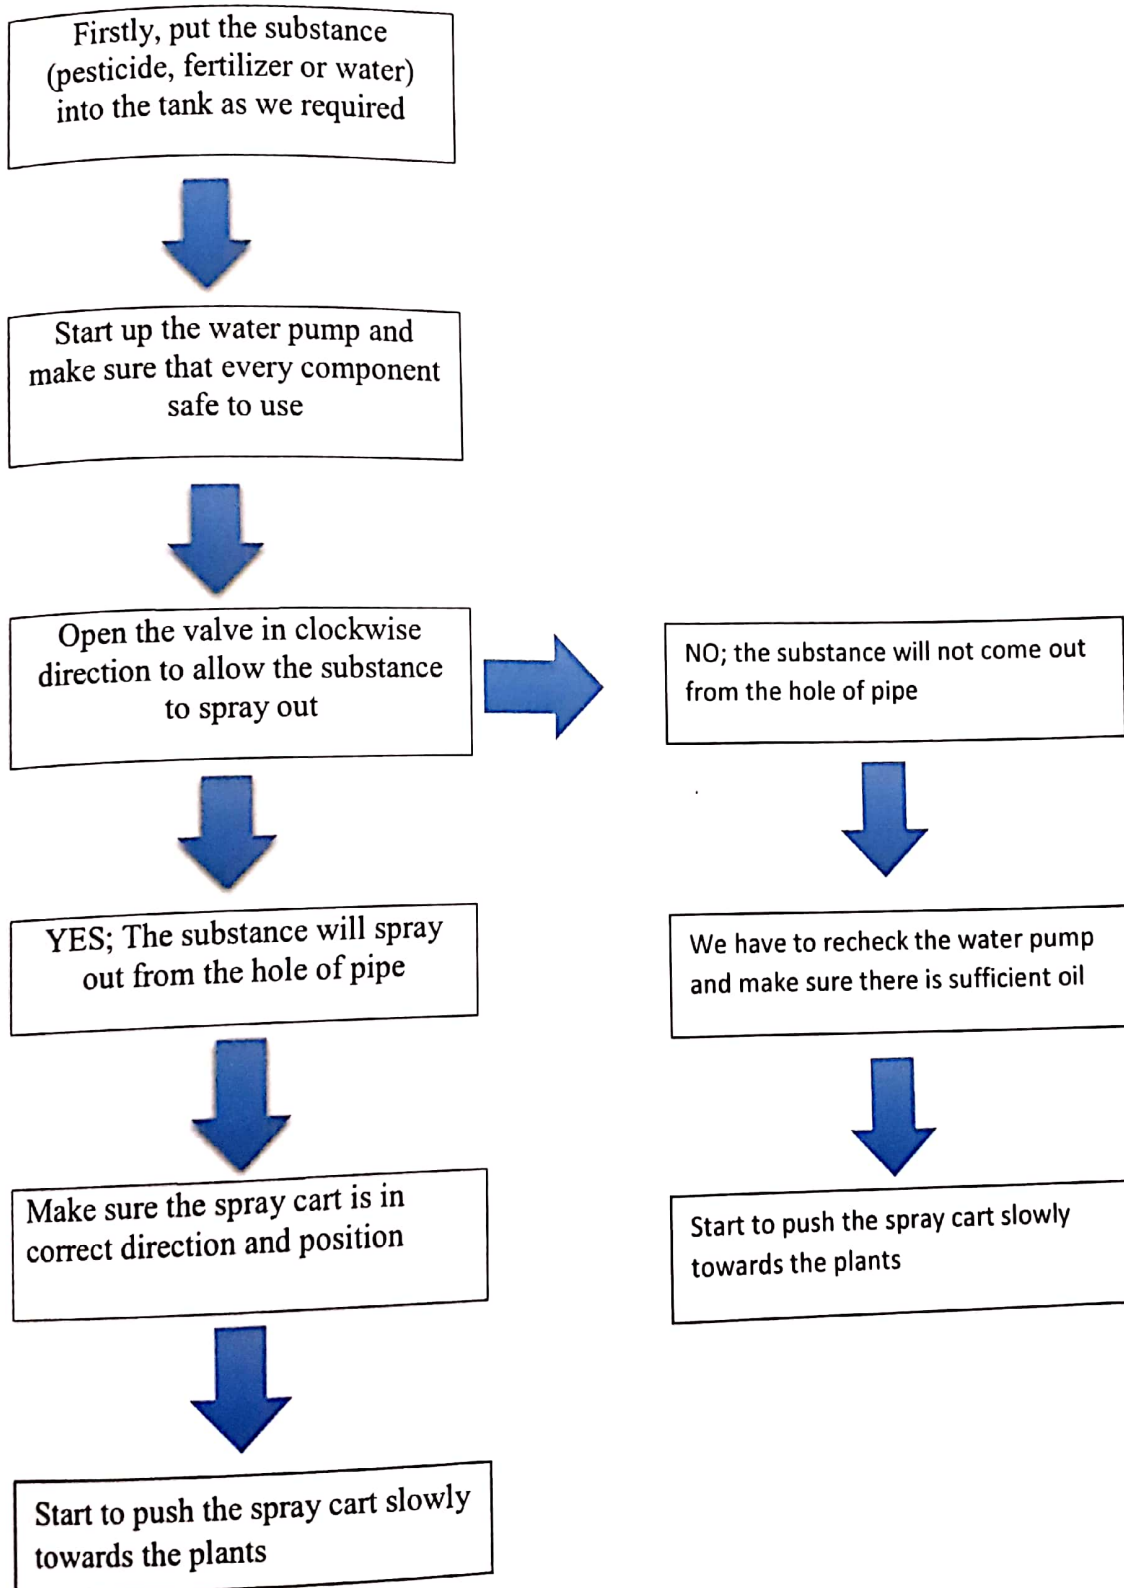 Firstly, put the substance
(pesticide, fertilizer or water)
into the tank as we required
Start up the water pump and
make sure that every component
safe to use
Open the valve in clockwise
direction to allow the substance
to spray out
NO; the substance will not come out
from the hole of pipe
YES; The substance will spray
out from the hole of pipe
We have to recheck the water pump
and make sure there is sufficient oil
Make sure the spray cart is in
correct direction and position
Start to push the spray cart slowly
towards the plants
Start to push the spray cart slowly
towards the plants